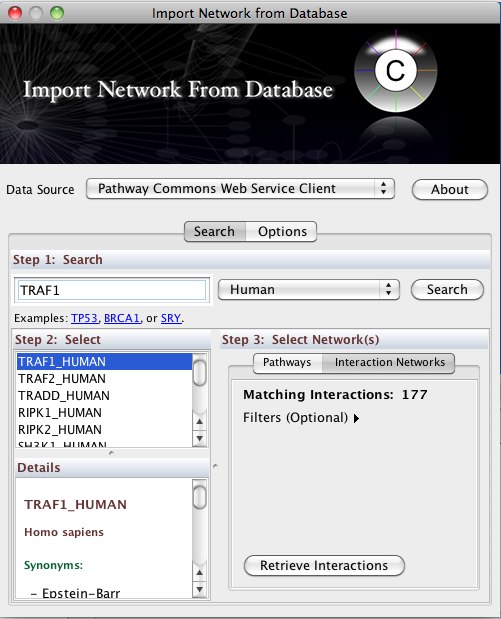 Import Network from Database
Import Network From Database
C
Data Source
Pathway Commons Web Service Client
About
Search
Options
Step 1: Search
TRAF1
Human
Search
Examples: TP53, BRCA1, or SRY.
Step 2: Select
TRAF1_HUMAN
TRAF2_HUMAN
TRADD_HUMAN
RIPK1_HUMAN
RIPK2_HUMAN
SH3K1_HUMAN
Details
TRAF1_HUMAN
Homo sapiens
Synonyms:
- Epstein-Barr
Step 3: Select Network(s)
Pathways
Interaction Networks
Matching Interactions: 177
Filters (Optional)
Retrieve Interactions